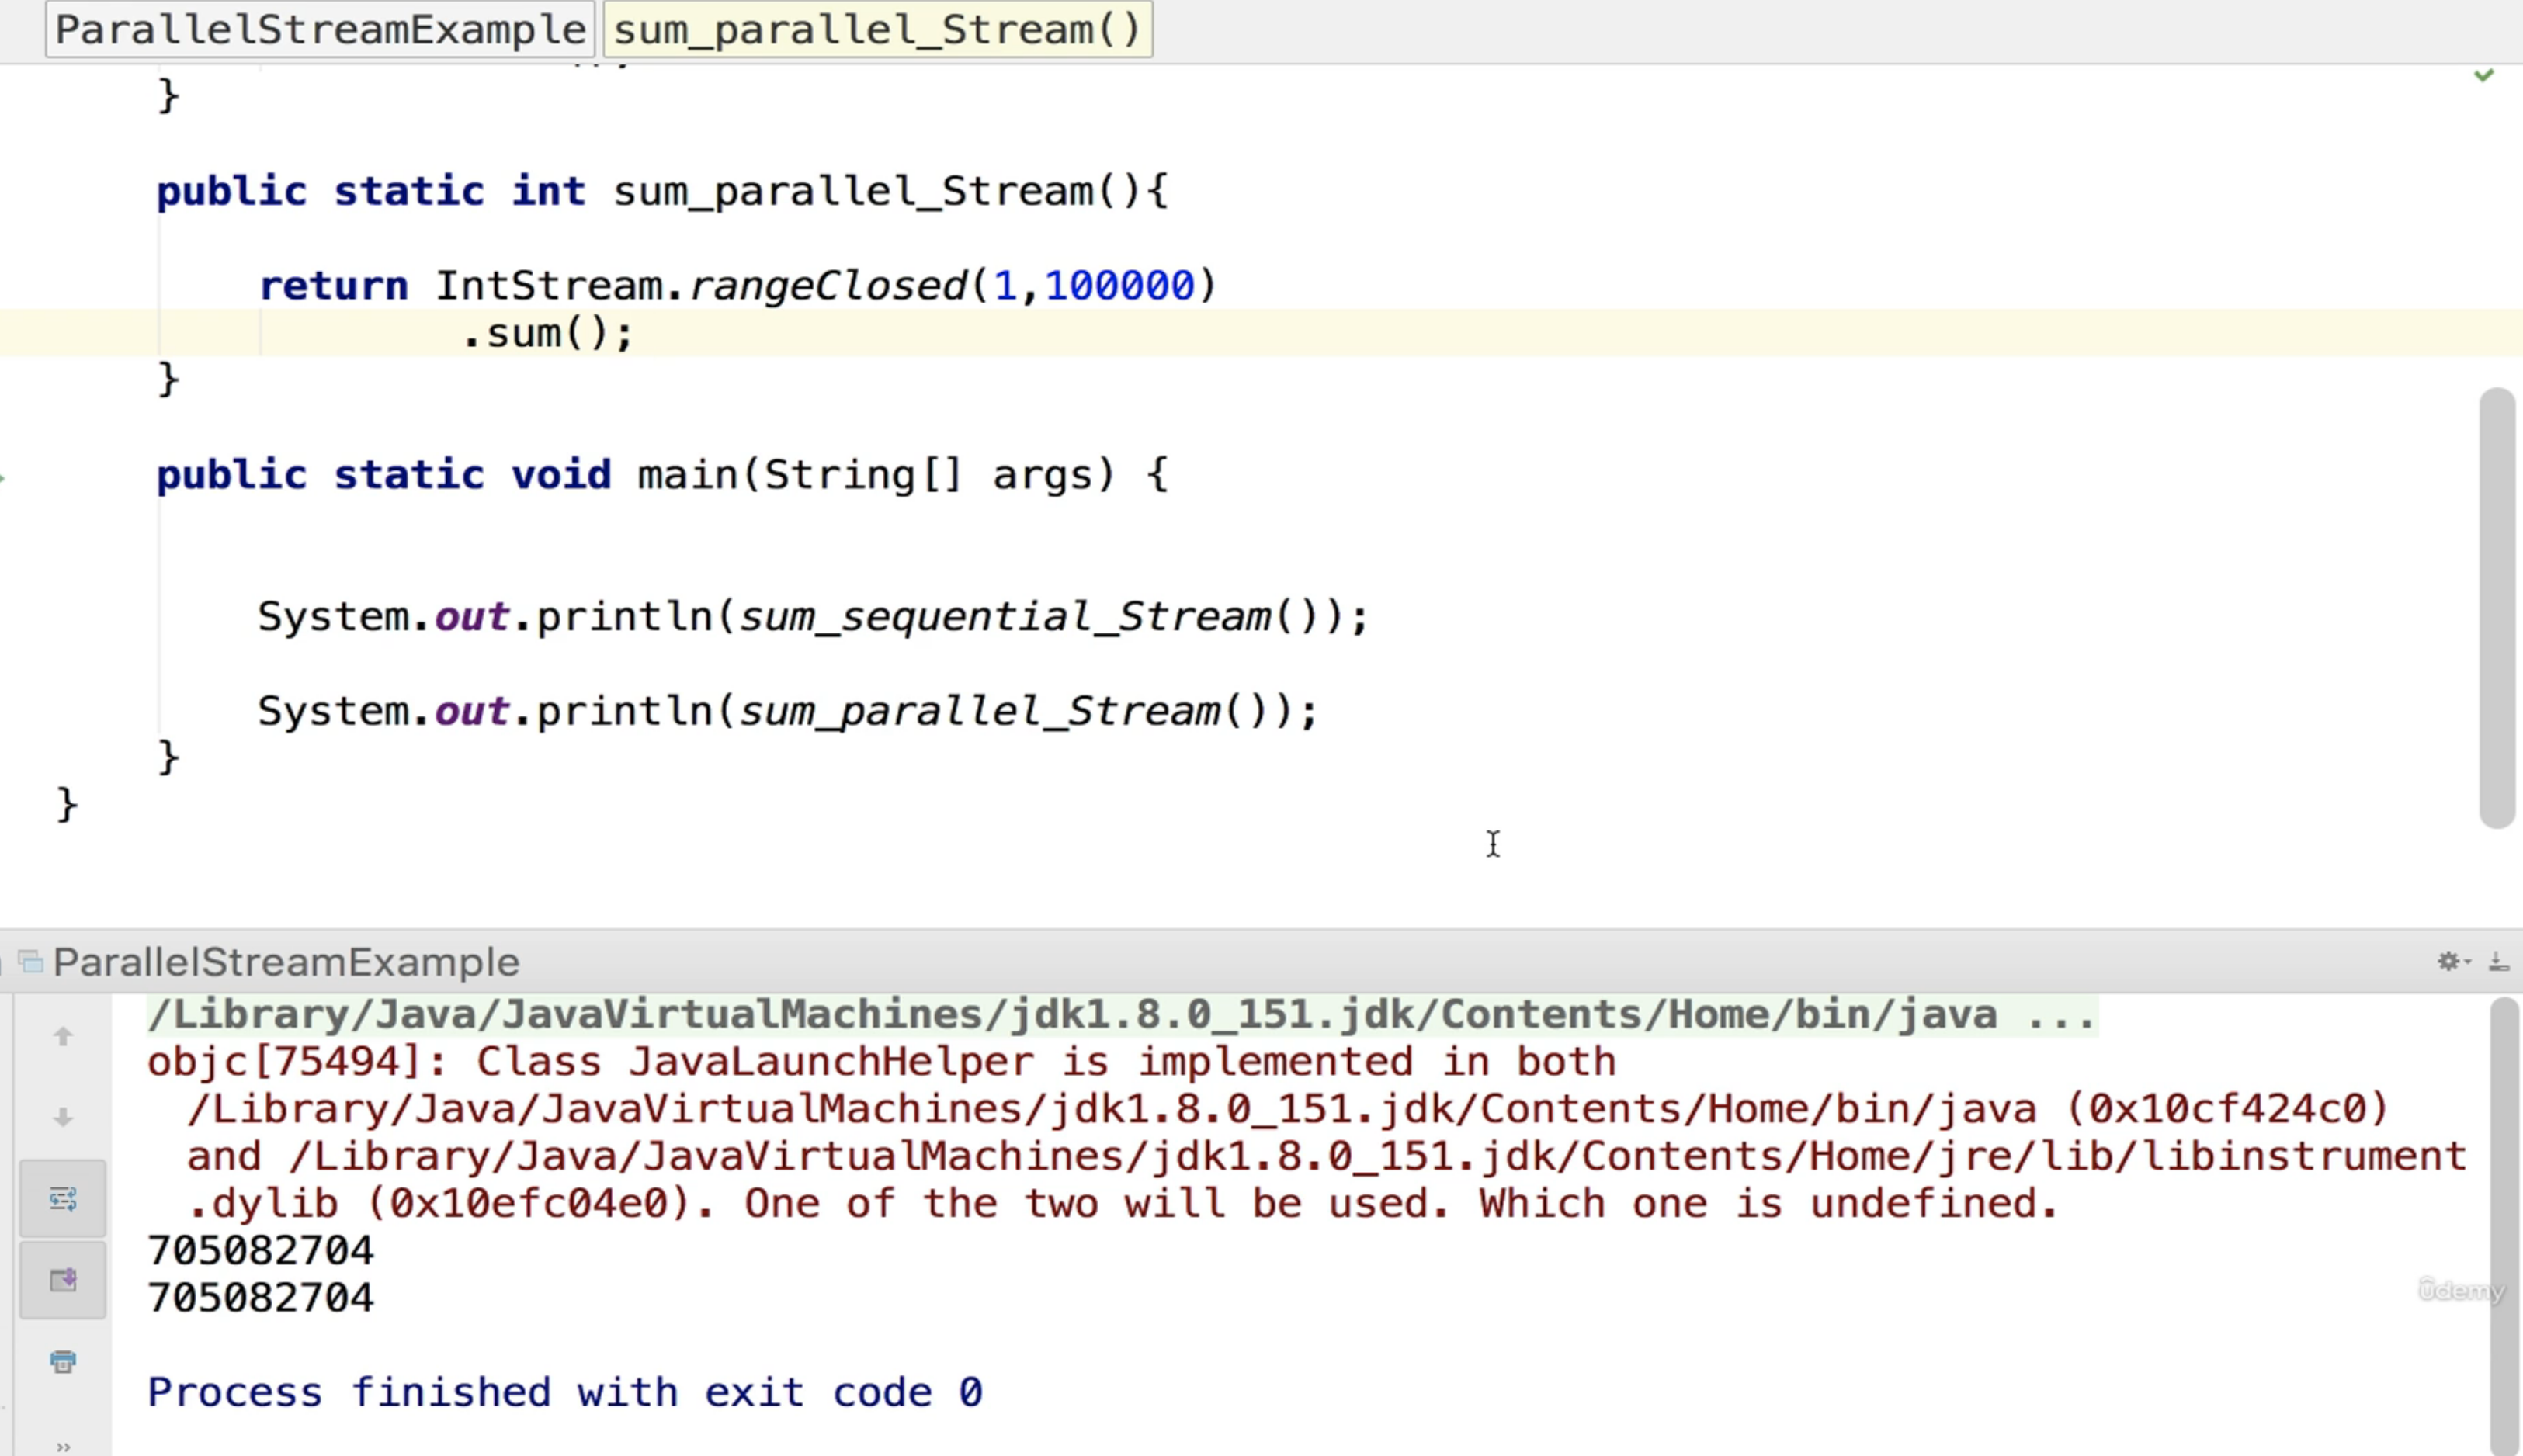 ParallelStreamExample sum_parallel_Stream()
}
public static int sum_parallel_Stream(){
return IntStream.rangeClosed(1,100000)
.sum();
}
public static void main(String[] args) {
System.out.println(sum_sequential_Stream());
System.out.println(sum_parallel_Stream());
}
}
ParallelStreamExample
/Library/Java/JavaVirtualMachines/jdk1.8.0_151.jdk/Contents/Home/bin/java ...
objc[75494]: Class JavaLaunchHelper is implemented in both
/Library/Java/JavaVirtualMachines/jdk1.8.0_151.jdk/Contents/Home/bin/java (0x10cf424c0)
and /Library/Java/JavaVirtualMachines/jdk1.8.0_151.jdk/Contents/Home/jre/lib/libinstrument
.dylib (0x10efc04e0). One of the two will be used. Which one is undefined.
705082704
705082704
ûdemy
Process finished with exit code 0